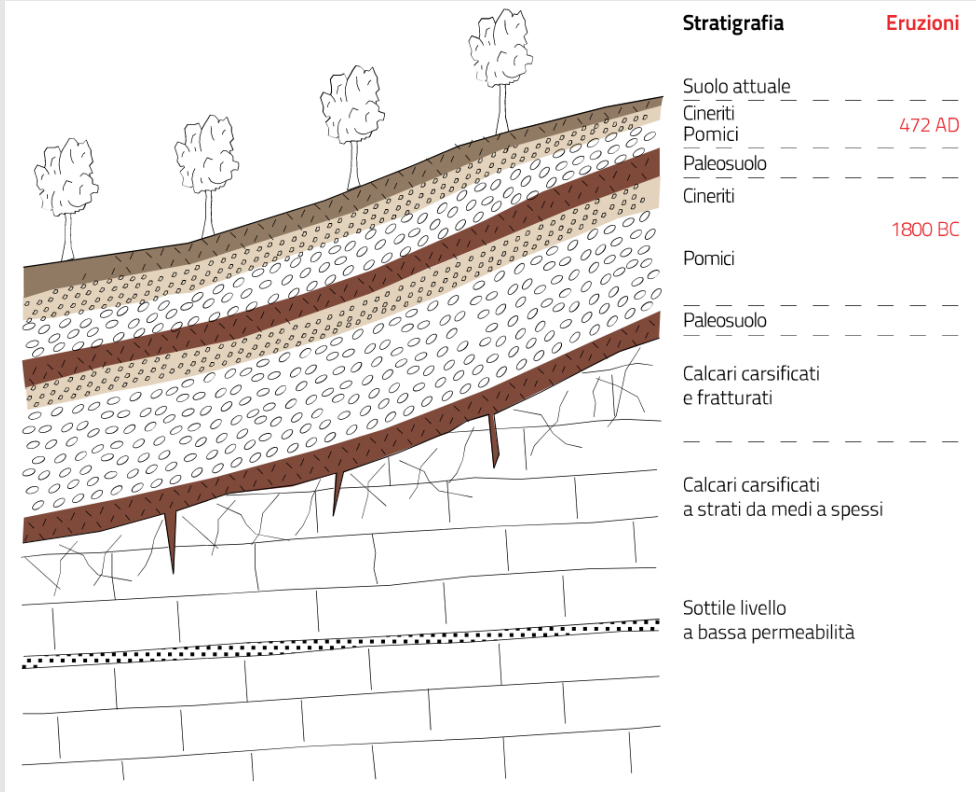 Stratigrafia Eruzioni
Suolo attuale
Cineriti
Pomici
472 AD
Paleosuolo
Cineriti
1800 BC
Pomici
Paleosuolo
Calcari carsificati
e fratturati
Calcari carsificati
a strati da medi a spessi
Sottile livello
a bassa permeabilità